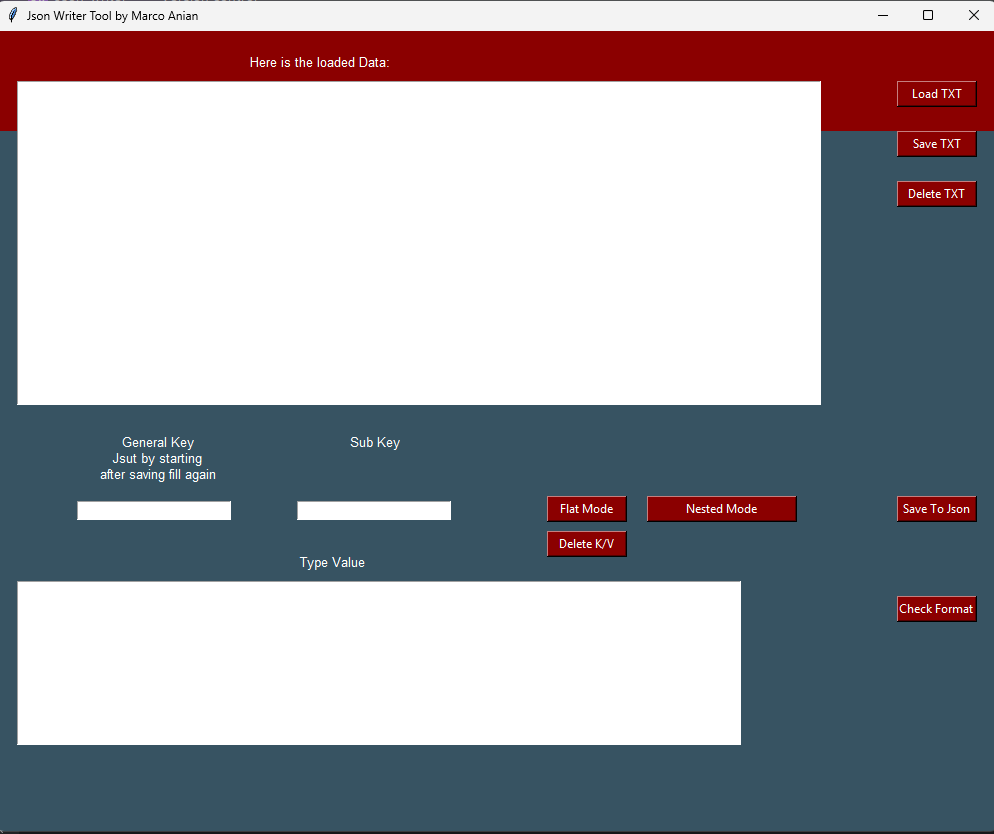 Json Writer Tool by Marco Anian
Here is the loaded Data:
Load TXT
Save TXT
Delete TXT
General Key
Jsut by starting
after saving fill again
Sub Key
Flat Mode
Nested Mode
Save To Json
Delete K/V
Type Value
Check Format